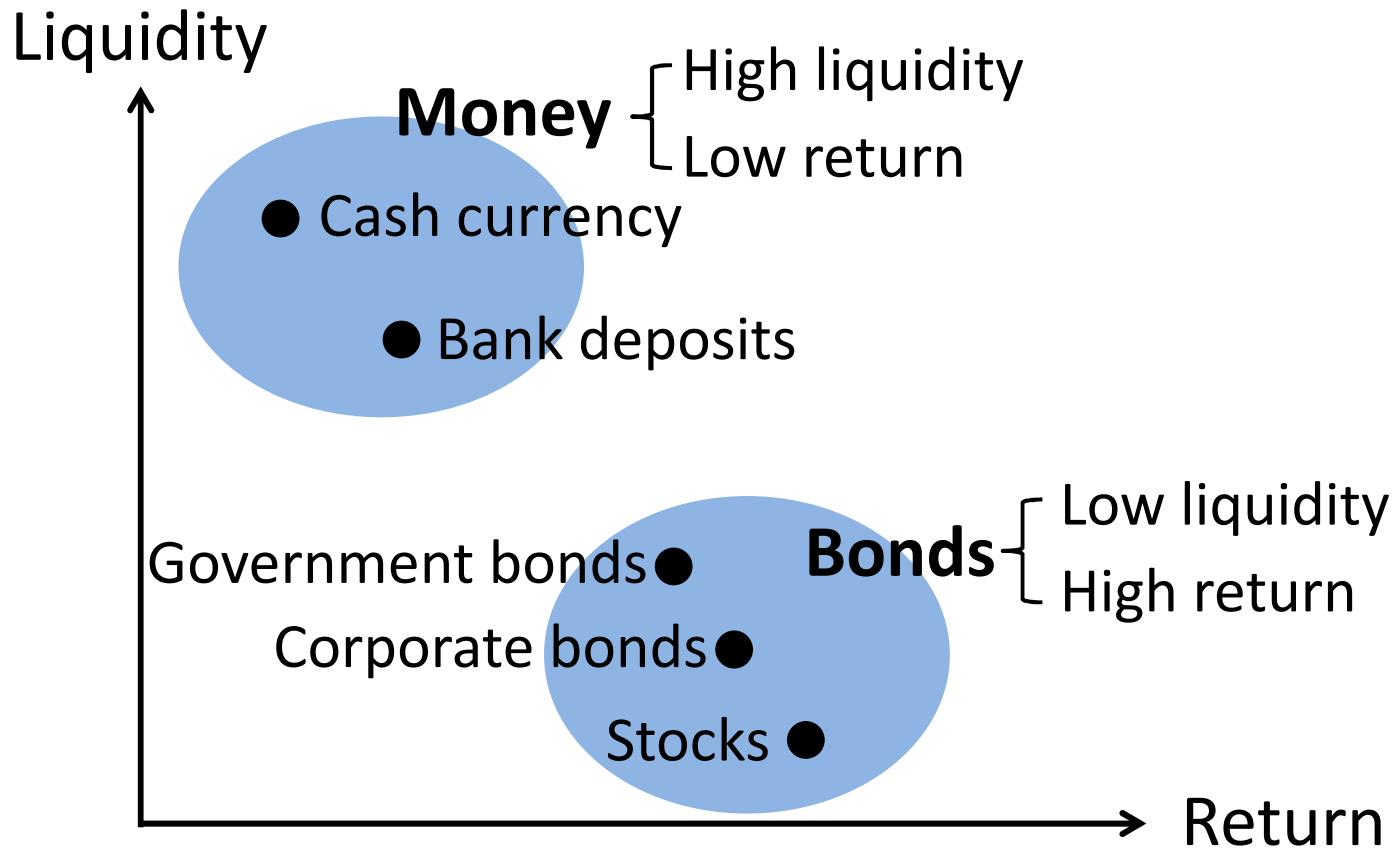 Liquidity
Money
High liquidity
Low return
Cash currency
Bank deposits
Bonds
Low liquidity
High return
Government bonds
Corporate bonds
Stocks
Return